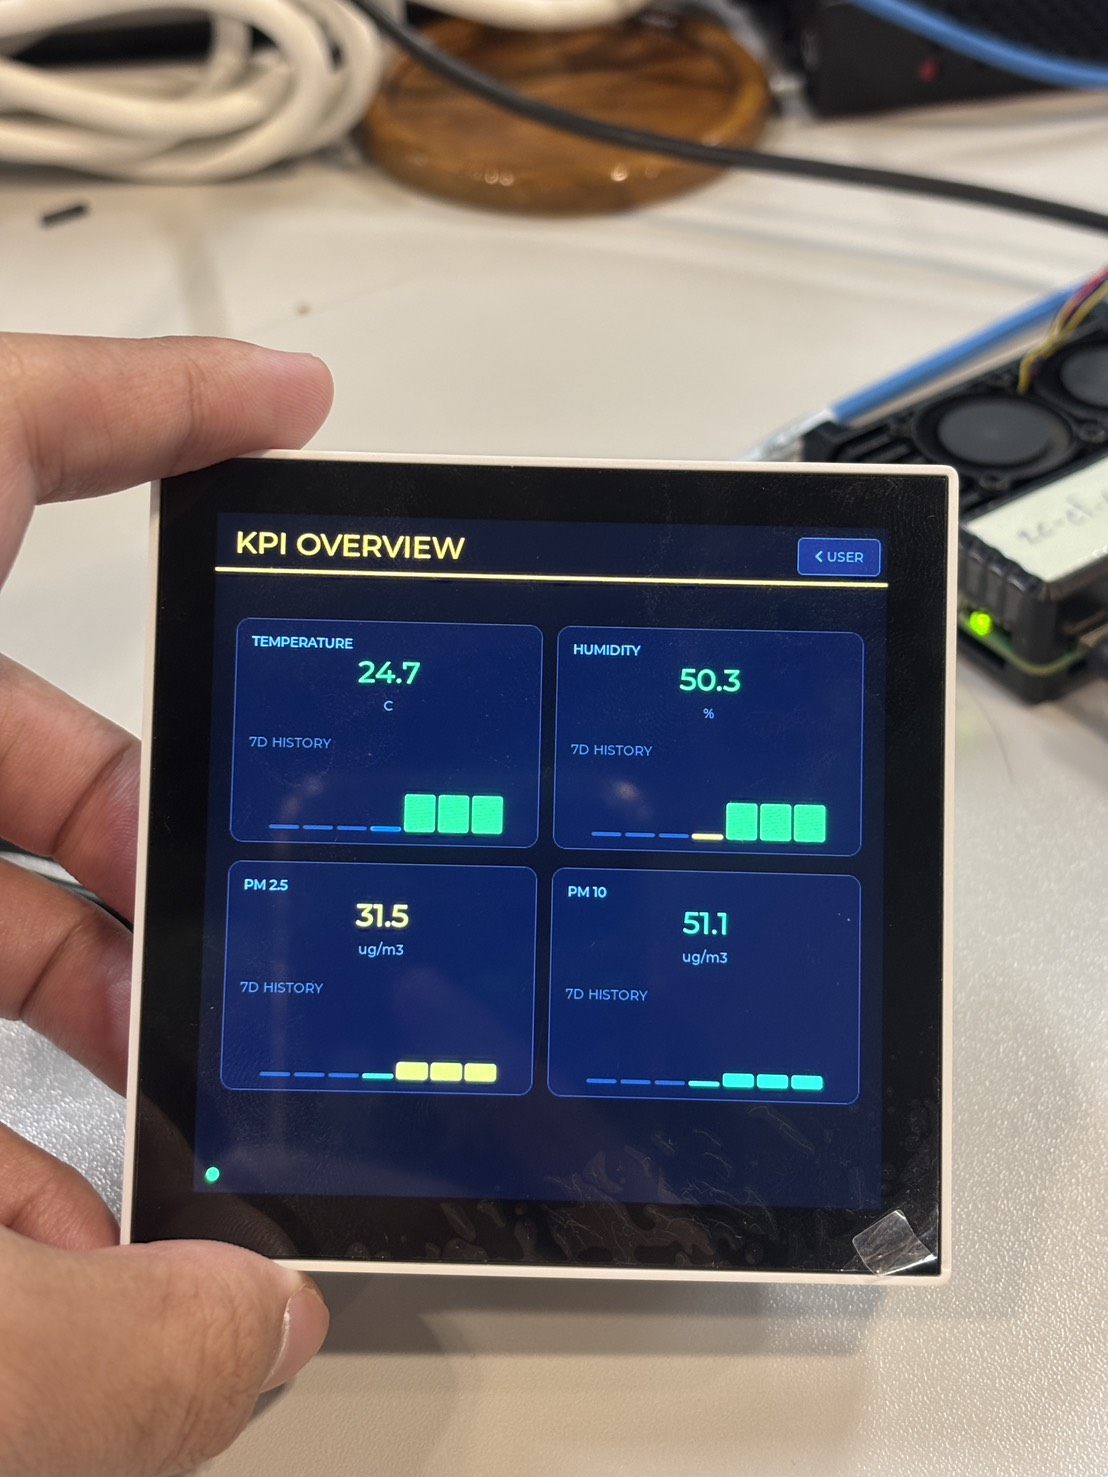 KPI OVERVIEW
< USER
TEMPERATURE
24.7
C
7D HISTORY
HUMIDITY
50.3
%
7D HISTORY
PM 2.5
31.5
ug/m3
7D HISTORY
PM 10
51.1
ug/m3
7D HISTORY